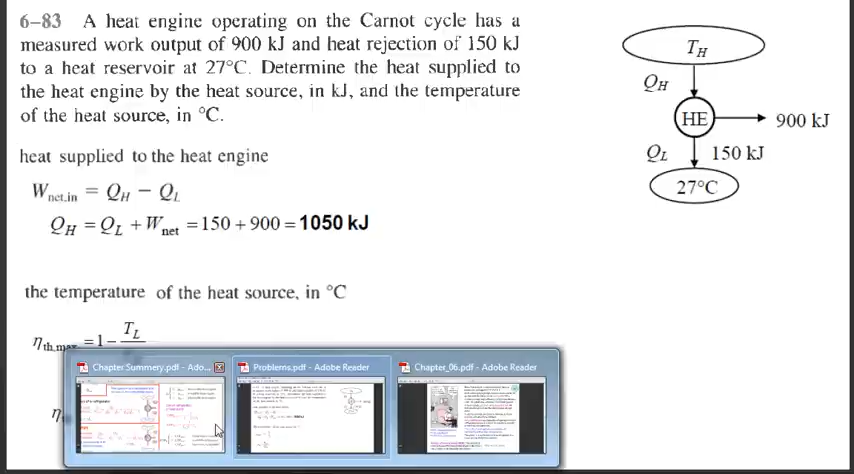 6–83 A heat engine operating on the Carnot cycle has a
measured work output of 900 kJ and heat rejection of 150 kJ
to a heat reservoir at 27°C. Determine the heat supplied to
the heat engine by the heat source, in kJ, and the temperature
of the heat source, in °C.
T_H
Q_H
HE
900 kJ
Q_L 150 kJ
27°C
heat supplied to the heat engine
W_net,in = Q_H − Q_L
Q_H = Q_L + W_net = 150 + 900 = 1050 kJ
the temperature of the heat source, in °C
η_th,max = 1 − T_L
η
Chapter Summery.pdf - Ado...
Problems.pdf - Adobe Reader
Chapter_06.pdf - Adobe Reader